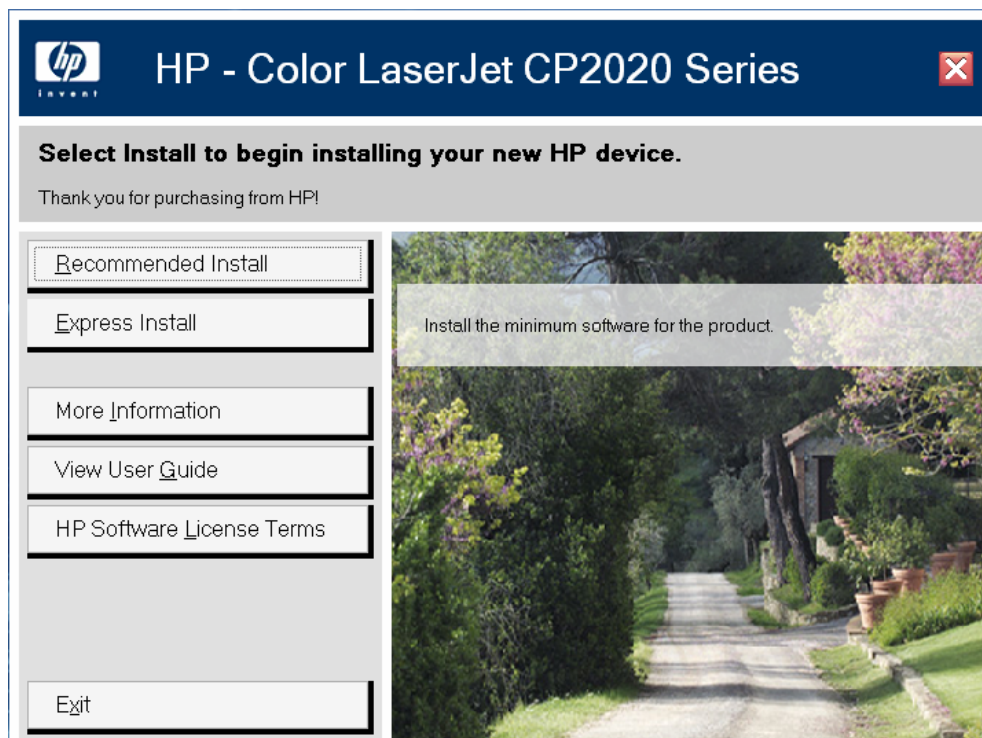 hp
invent
HP - Color LaserJet CP2020 Series
Select Install to begin installing your new HP device.
Thank you for purchasing from HP!
Recommended Install
Express Install
Install the minimum software for the product.
More Information
View User Guide
HP Software License Terms
Exit